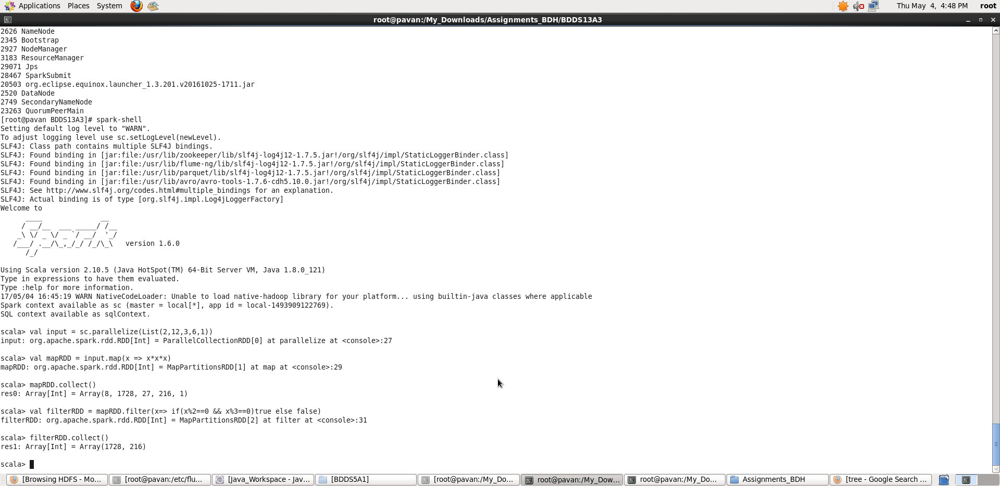 Applications Places System Thu May 4, 4:48 PM root
root@pavan:/My_Downloads/Assignments_BDH/BDDS13A3
2626 NameNode
2345 Bootstrap
2927 NodeManager
3183 ResourceManager
29071 Jps
28467 SparkSubmit
20503 org.eclipse.equinox.launcher_1.3.201.v20161025-1711.jar
2520 DataNode
2749 SecondaryNameNode
23263 QuorumPeerMain
[root@pavan BDDS13A3]# spark-shell
Setting default log level to "WARN".
To adjust logging level use sc.setLogLevel(newLevel).
SLF4J: Class path contains multiple SLF4J bindings.
SLF4J: Found binding in [jar:file:/usr/lib/zookeeper/lib/slf4j-log4j12-1.7.5.jar!/org/slf4j/impl/StaticLoggerBinder.class]
SLF4J: Found binding in [jar:file:/usr/lib/flume-ng/lib/slf4j-log4j12-1.7.5.jar!/org/slf4j/impl/StaticLoggerBinder.class]
SLF4J: Found binding in [jar:file:/usr/lib/parquet/lib/slf4j-log4j12-1.7.5.jar!/org/slf4j/impl/StaticLoggerBinder.class]
SLF4J: Found binding in [jar:file:/usr/lib/avro/avro-tools-1.7.6-cdh5.10.0.jar!/org/slf4j/impl/StaticLoggerBinder.class]
SLF4J: See http://www.slf4j.org/codes.html#multiple_bindings for an explanation.
SLF4J: Actual binding is of type [org.slf4j.impl.Log4jLoggerFactory]
Welcome to
      ____              __
     / __/__  ___ _____/ /__
    _\ \/ _ \/ _ `/ __/  '_/
   /___/ .__/\_,_/_/ /_/\_\   version 1.6.0
      /_/
Using Scala version 2.10.5 (Java HotSpot(TM) 64-Bit Server VM, Java 1.8.0_121)
Type in expressions to have them evaluated.
Type :help for more information.
17/05/04 16:45:19 WARN NativeCodeLoader: Unable to load native-hadoop library for your platform... using builtin-java classes where applicable
Spark context available as sc (master = local[*], app id = local-1493909122769).
SQL context available as sqlContext.
scala> val input = sc.parallelize(List(2,12,3,6,1))
input: org.apache.spark.rdd.RDD[Int] = ParallelCollectionRDD[0] at parallelize at <console>:27
scala> val mapRDD = input.map(x => x*x*x)
mapRDD: org.apache.spark.rdd.RDD[Int] = MapPartitionsRDD[1] at map at <console>:29
scala> mapRDD.collect()
res0: Array[Int] = Array(8, 1728, 27, 216, 1)
scala> val filterRDD = mapRDD.filter(x=> if(x%2==0 && x%3==0)true else false)
filterRDD: org.apache.spark.rdd.RDD[Int] = MapPartitionsRDD[2] at filter at <console>:31
scala> filterRDD.collect()
res1: Array[Int] = Array(1728, 216)
scala>
[Browsing HDFS - Mo... [root@pavan:/etc/flu... [Java_Workspace - Jav... [BDDS5A1] [root@pavan:/My_Do... root@pavan:/My_Dow... root@pavan:/My_Do... Assignments_BDH [tree - Google Search ...